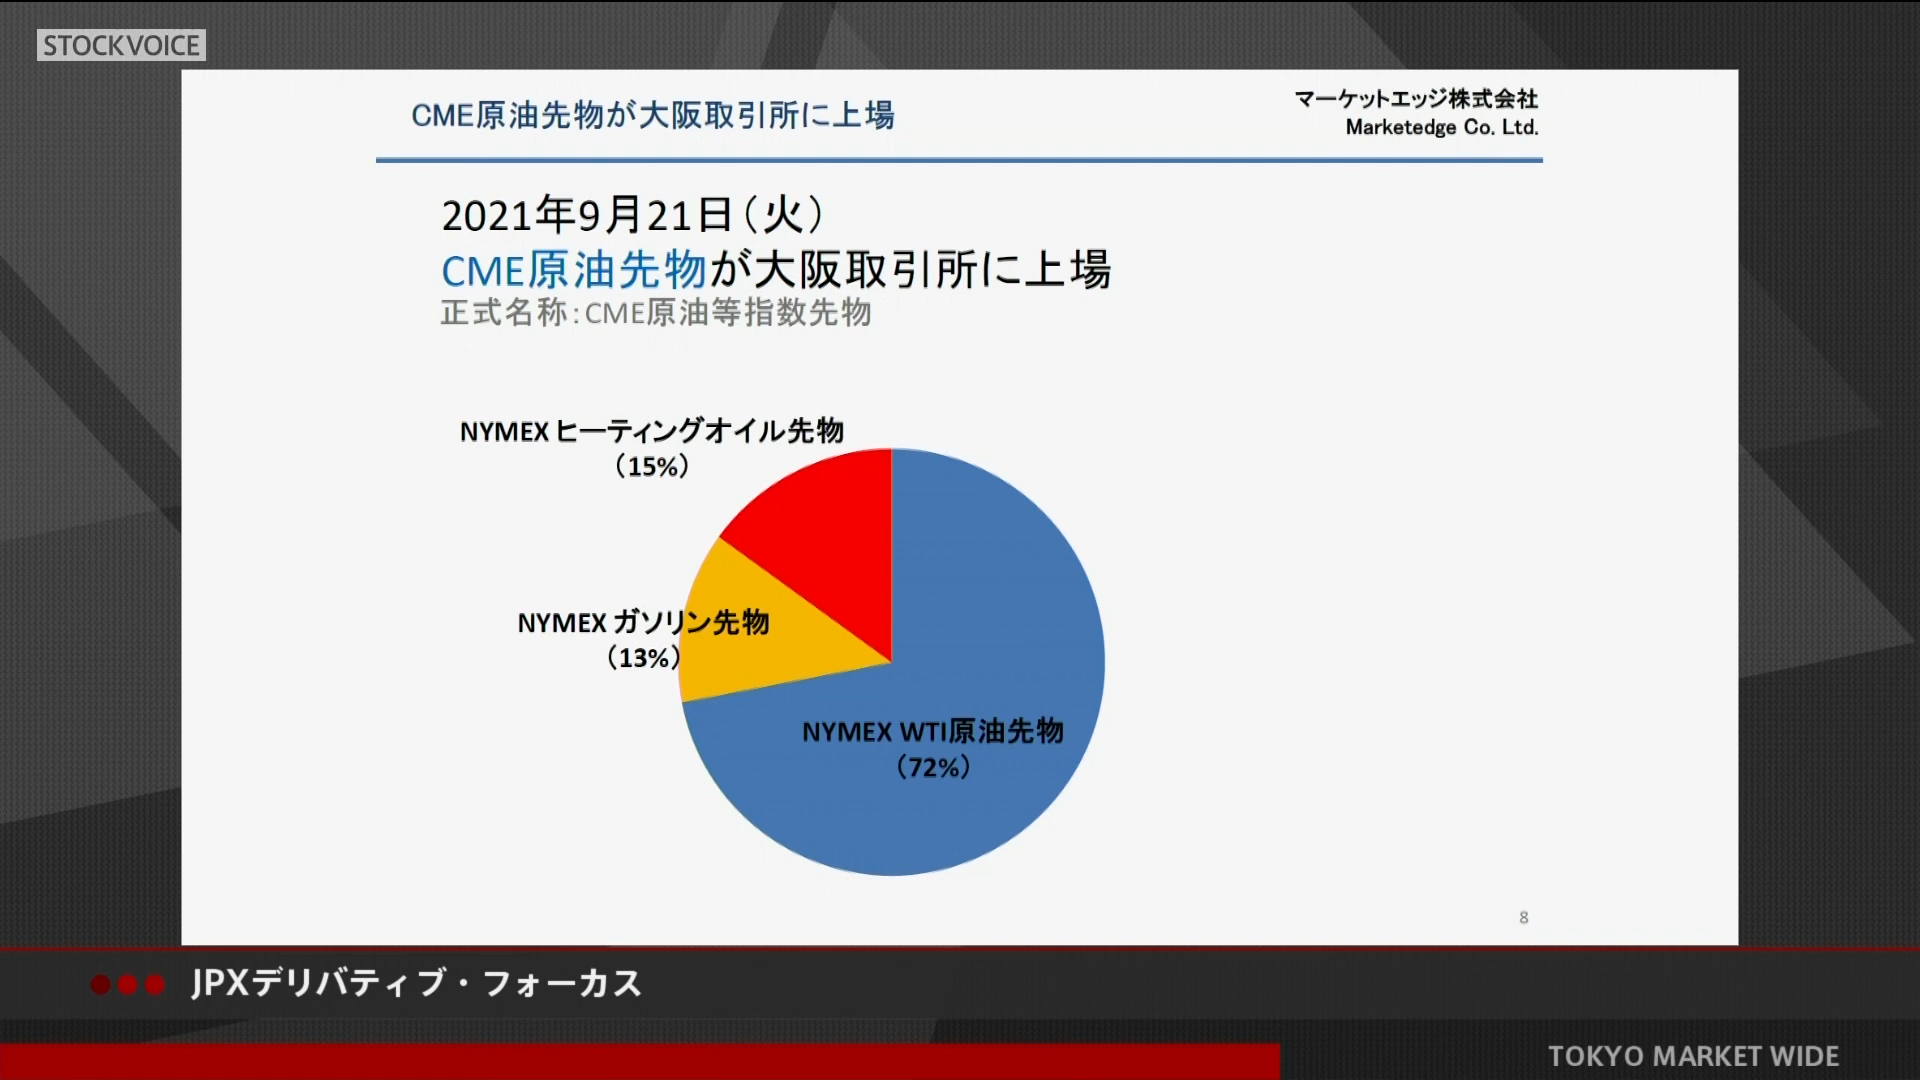 STOCKVOICE
CME原油先物が大阪取引所に上場
マーケットエッジ株式会社
Marketedge Co. Ltd.
2021年9月21日（火）
CME原油先物が大阪取引所に上場
正式名称：CME原油等指数先物
NYMEX ヒーティングオイル先物
（15%）
NYMEX ガソリン先物
（13%）
NYMEX WTI原油先物
（72%）
8
JPXデリバティブ・フォーカス
TOKYO MARKET WIDE